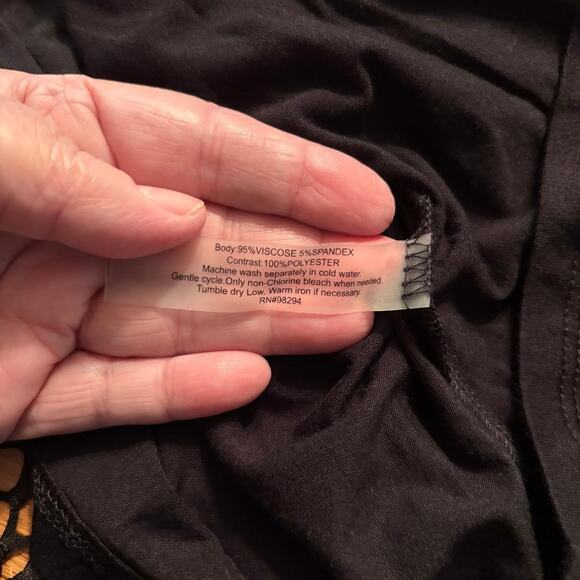 Body:95%VISCOSE 5%SPANDEX
Contrast:100%POLYESTER
Machine wash separately in cold water.
Gentle cycle.Only non-Chlorine bleach when needed.
Tumble dry Low. Warm iron if necessary
RN#98294